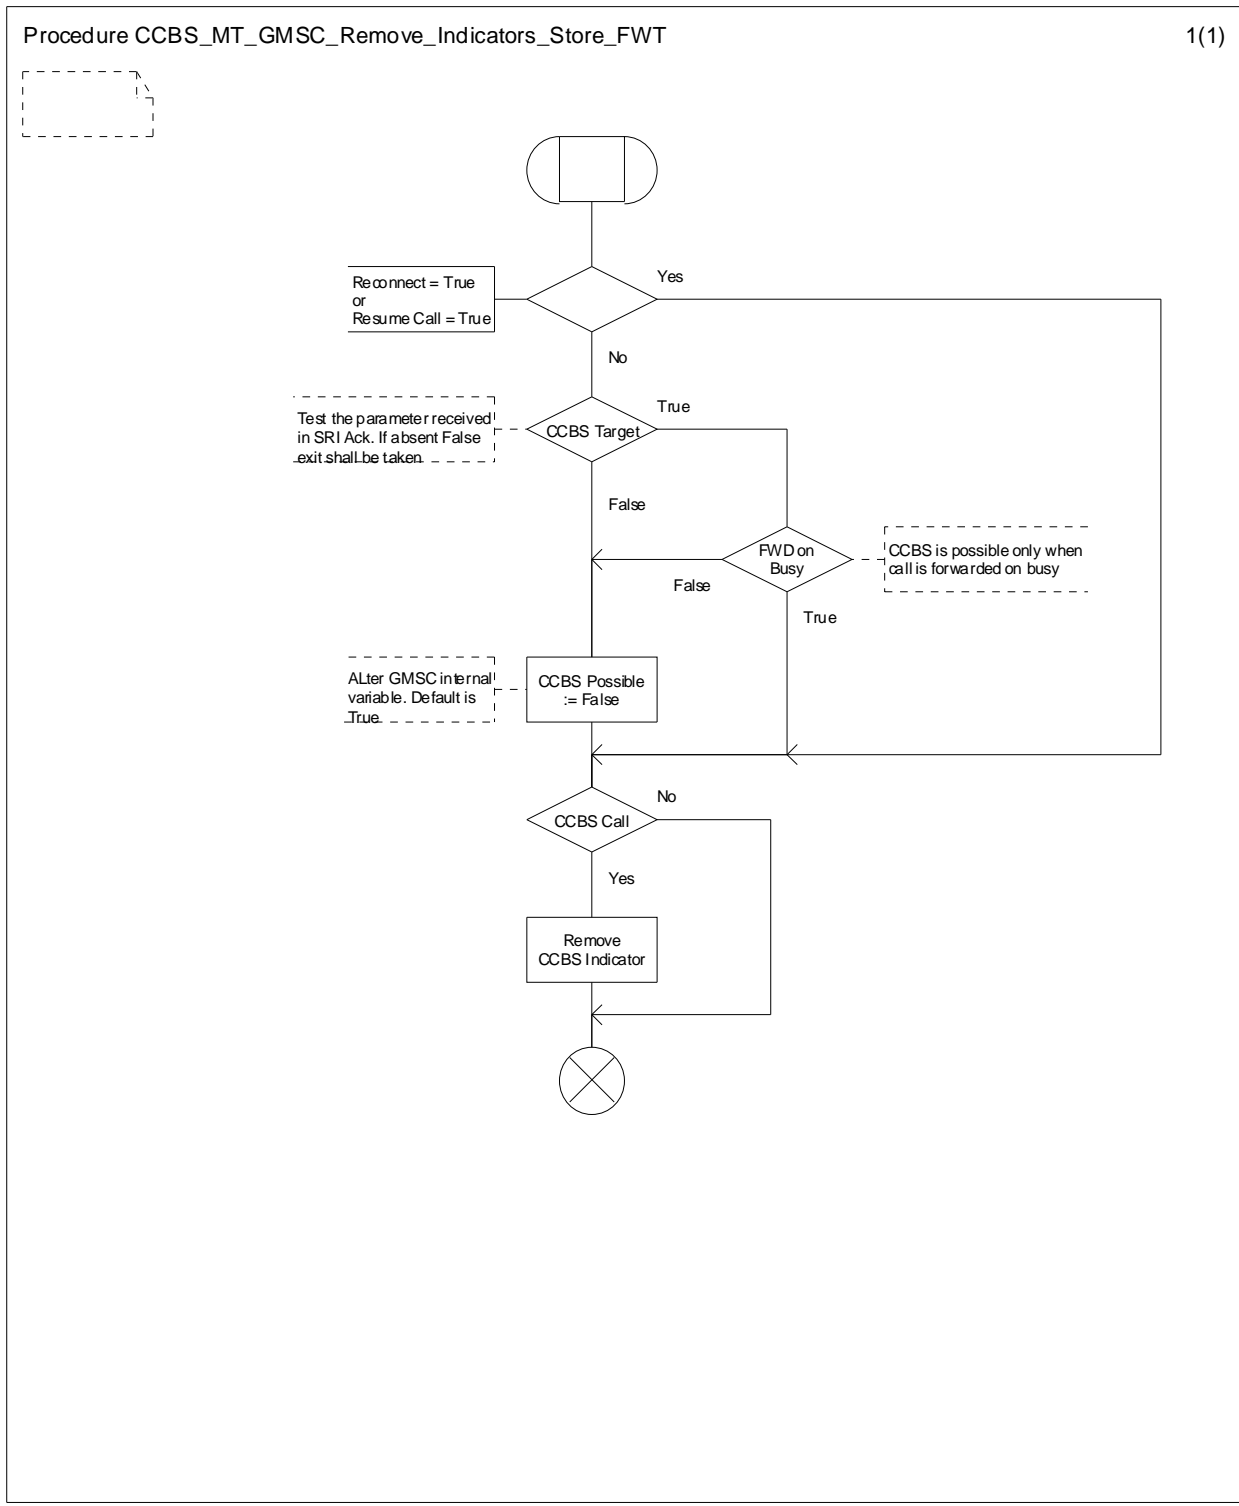 Procedure CCBS_MT_GMSC_Remove_Indicators_Store_FWT
1(1)
Reconnect = True
or
Resume Call = True
Yes
No
Test the parameter received
in SRI Ack. If absent False
exit shall be taken
CCBS Target
True
False
FWD on
Busy
CCBS is possible only when
call is forwarded on busy
False
True
ALter GMSC internal
variable. Default is
True
CCBS Possible
:= False
CCBS Call
No
Yes
Remove
CCBS Indicator